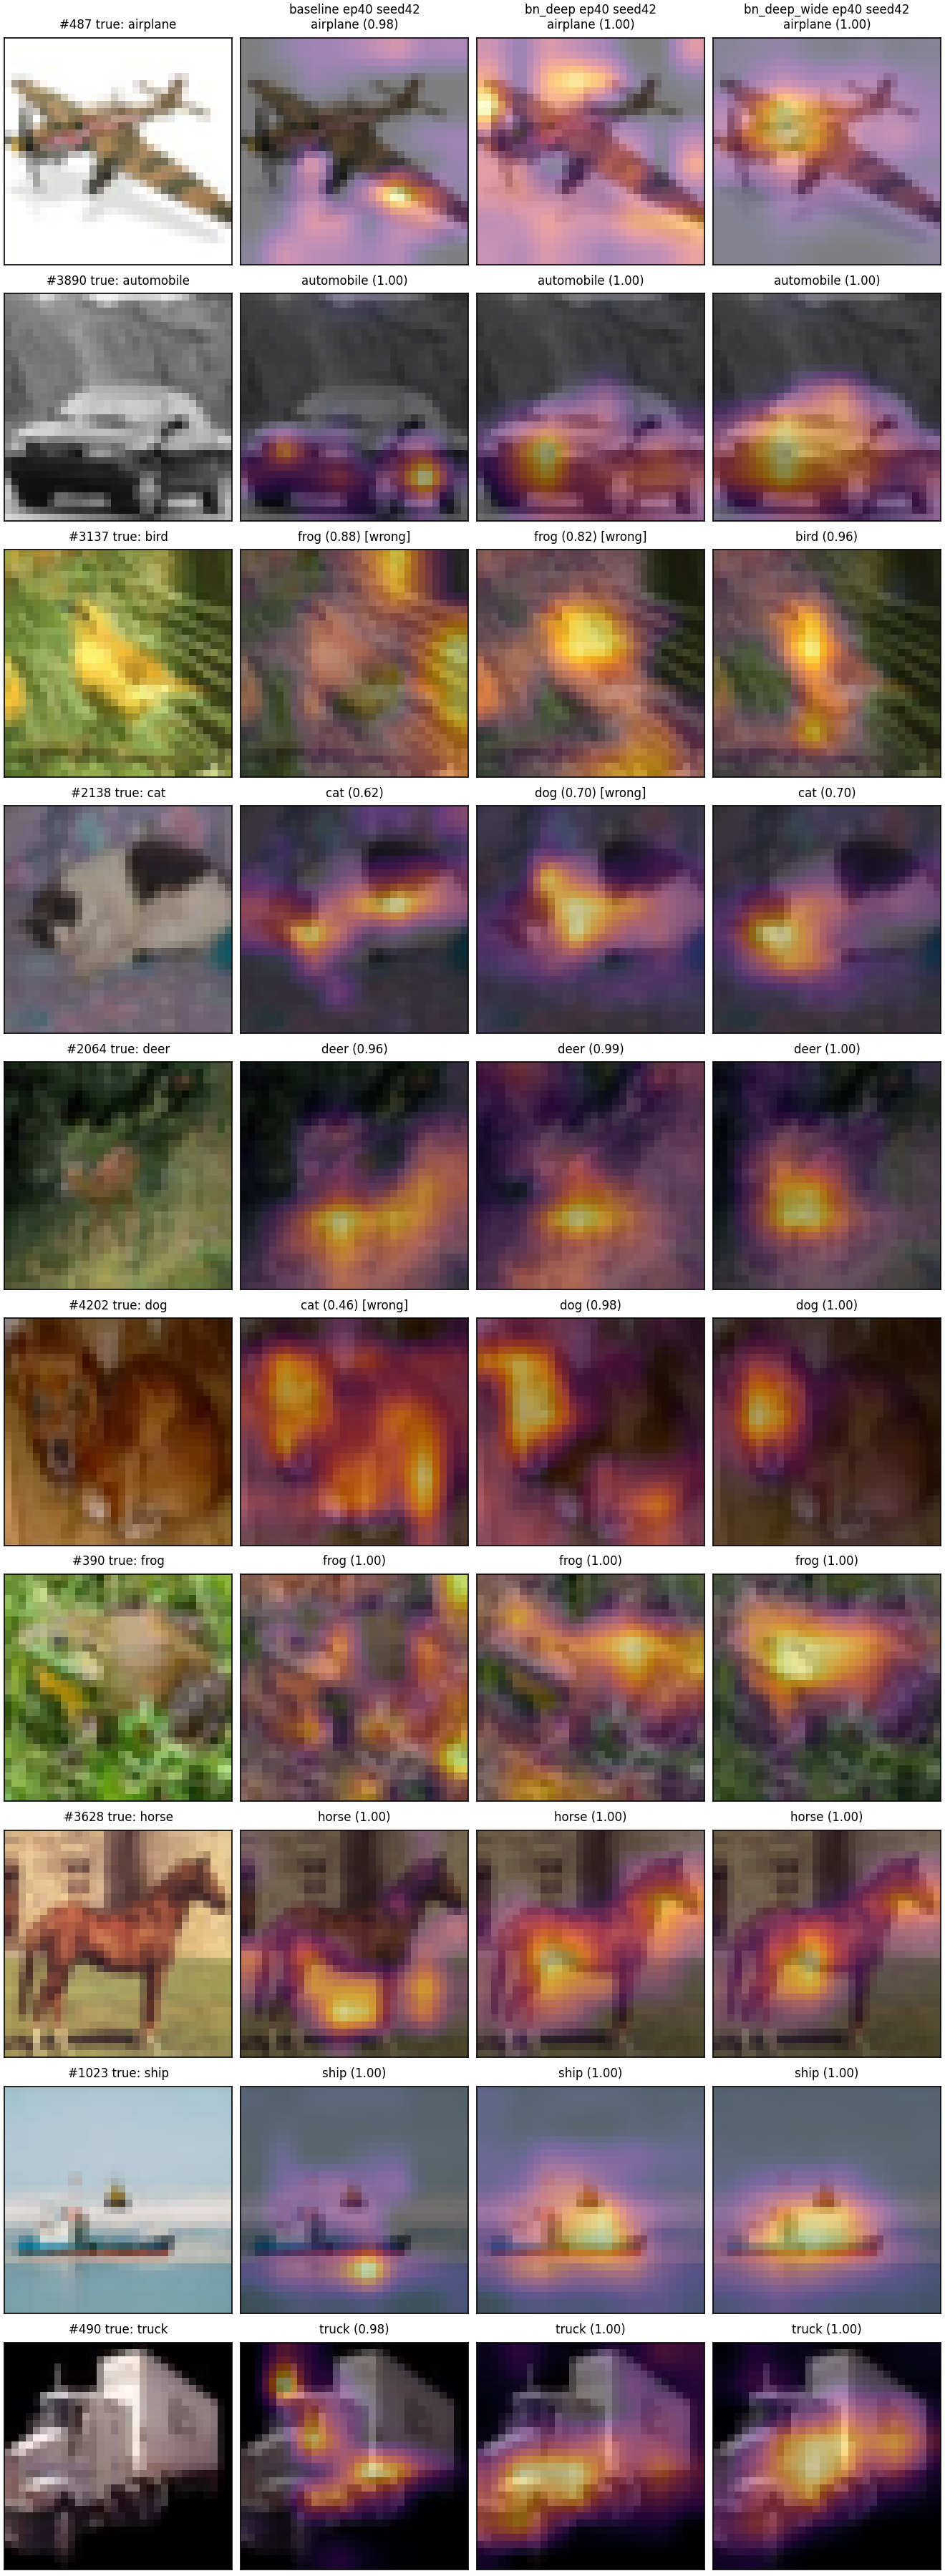 #487 true: airplane
baseline ep40 seed42
airplane (0.98)
bn_deep ep40 seed42
airplane (1.00)
bn_deep_wide ep40 seed42
airplane (1.00)
#3890 true: automobile
automobile (1.00)
automobile (1.00)
automobile (1.00)
#3137 true: bird
frog (0.88) [wrong]
frog (0.82) [wrong]
bird (0.96)
#2138 true: cat
cat (0.62)
dog (0.70) [wrong]
cat (0.70)
#2064 true: deer
deer (0.96)
deer (0.99)
deer (1.00)
#4202 true: dog
cat (0.46) [wrong]
dog (0.98)
dog (1.00)
#390 true: frog
frog (1.00)
frog (1.00)
frog (1.00)
#3628 true: horse
horse (1.00)
horse (1.00)
horse (1.00)
#1023 true: ship
ship (1.00)
ship (1.00)
ship (1.00)
#490 true: truck
truck (0.98)
truck (1.00)
truck (1.00)